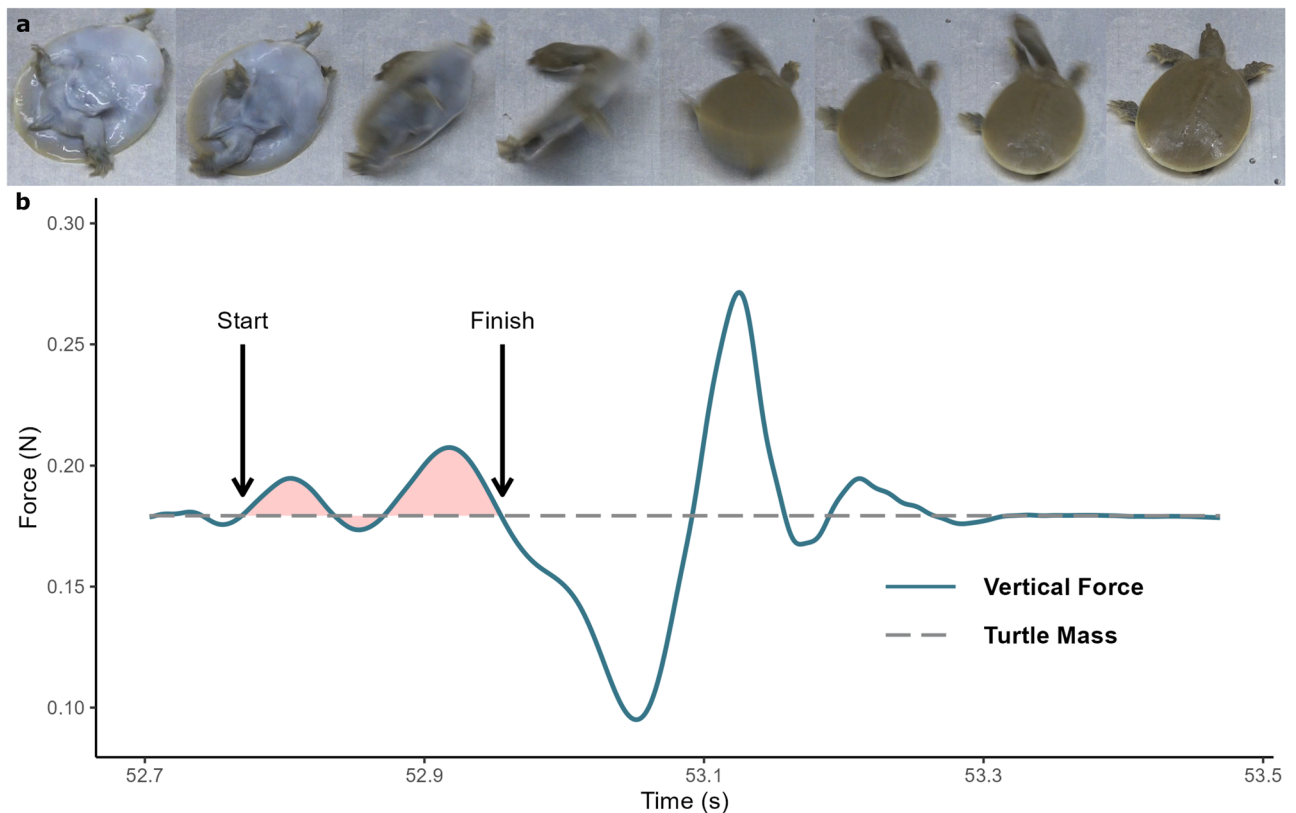 a
b
0.30
0.25
0.20
0.15
0.10
Force (N)
Start
Finish
Vertical Force
Turtle Mass
52.7
52.9
53.1
53.3
53.5
Time (s)